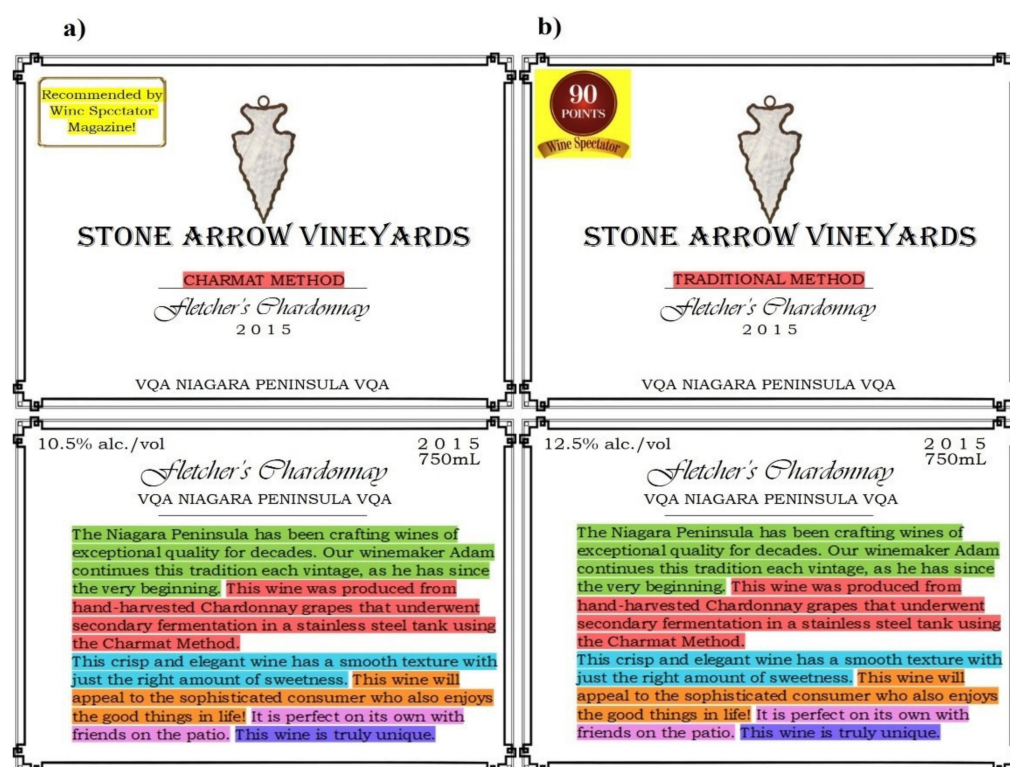 a)
Recommended by
Wine Spectator
Magazine!
STONE ARROW VINEYARDS
CHARMAT METHOD
Fletcher's Chardonnay
2015
VQA NIAGARA PENINSULA VQA
10.5% alc./vol
2015
750mL
Fletcher's Chardonnay
VQA NIAGARA PENINSULA VQA
The Niagara Peninsula has been crafting wines of
exceptional quality for decades. Our winemaker Adam
continues this tradition each vintage, as he has since
the very beginning. This wine was produced from
hand-harvested Chardonnay grapes that underwent
secondary fermentation in a stainless steel tank using
the Charmat Method.
This crisp and elegant wine has a smooth texture with
just the right amount of sweetness. This wine will
appeal to the sophisticated consumer who also enjoys
the good things in life! It is perfect on its own with
friends on the patio. This wine is truly unique.
b)
90
POINTS
Wine Spectator
STONE ARROW VINEYARDS
TRADITIONAL METHOD
Fletcher's Chardonnay
2015
VQA NIAGARA PENINSULA VQA
12.5% alc./vol
2015
750mL
Fletcher's Chardonnay
VQA NIAGARA PENINSULA VQA
The Niagara Peninsula has been crafting wines of
exceptional quality for decades. Our winemaker Adam
continues this tradition each vintage, as he has since
the very beginning. This wine was produced from
hand-harvested Chardonnay grapes that underwent
secondary fermentation in a stainless steel tank using
the Charmat Method.
This crisp and elegant wine has a smooth texture with
just the right amount of sweetness. This wine will
appeal to the sophisticated consumer who also enjoys
the good things in life! It is perfect on its own with
friends on the patio. This wine is truly unique.